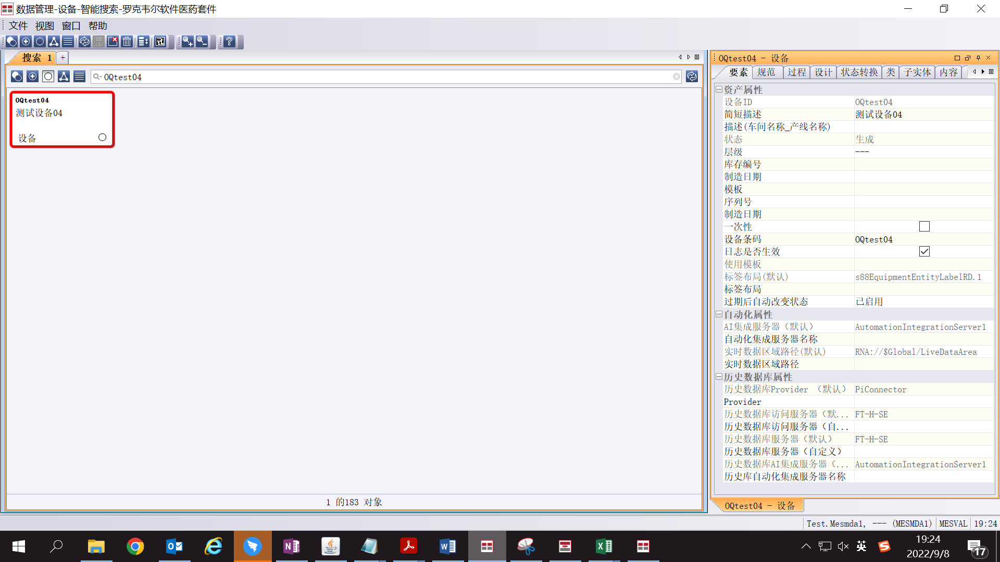 数据管理-设备-智能搜索-罗克韦尔软件医药套件
文件 视图 窗口 帮助
搜索 1 +
OQtest04
OQtest04
测试设备04
设备
1 的183 对象
OQtest04 - 设备
要素 规范 过程 设计 状态转换 类 子实体 内容
资产属性
设备ID OQtest04
简短描述 测试设备04
描述(车间名称_产线名称)
状态 生成
层级 ---
库存编号
制造日期
模板
序列号
制造日期
一次性
设备条码 OQtest04
日志是否生效
使用模板
标签布局(默认) s88EquipmentEntityLabelRD.1
标签布局
过期后自动改变状态 已启用
自动化属性
AI集成服务器（默认） AutomationIntegrationServer1
自动化集成服务器名称
实时数据区域路径(默认) RNA://$Global/LiveDataArea
实时数据区域路径
历史数据库属性
历史数据库Provider （默认） PiConnector
Provider
历史数据库访问服务器（默... FT-H-SE
历史数据库访问服务器（自...
历史数据库服务器（默认） FT-H-SE
历史数据库服务器（自定义）
历史数据库AI集成服务器（... AutomationIntegrationServer1
历史库自动化集成服务器名称
OQtest04 - 设备
Test.Mesmda1, --- (MESMDA1) MESVAL 19:24
英
19:24
2022/9/8
17